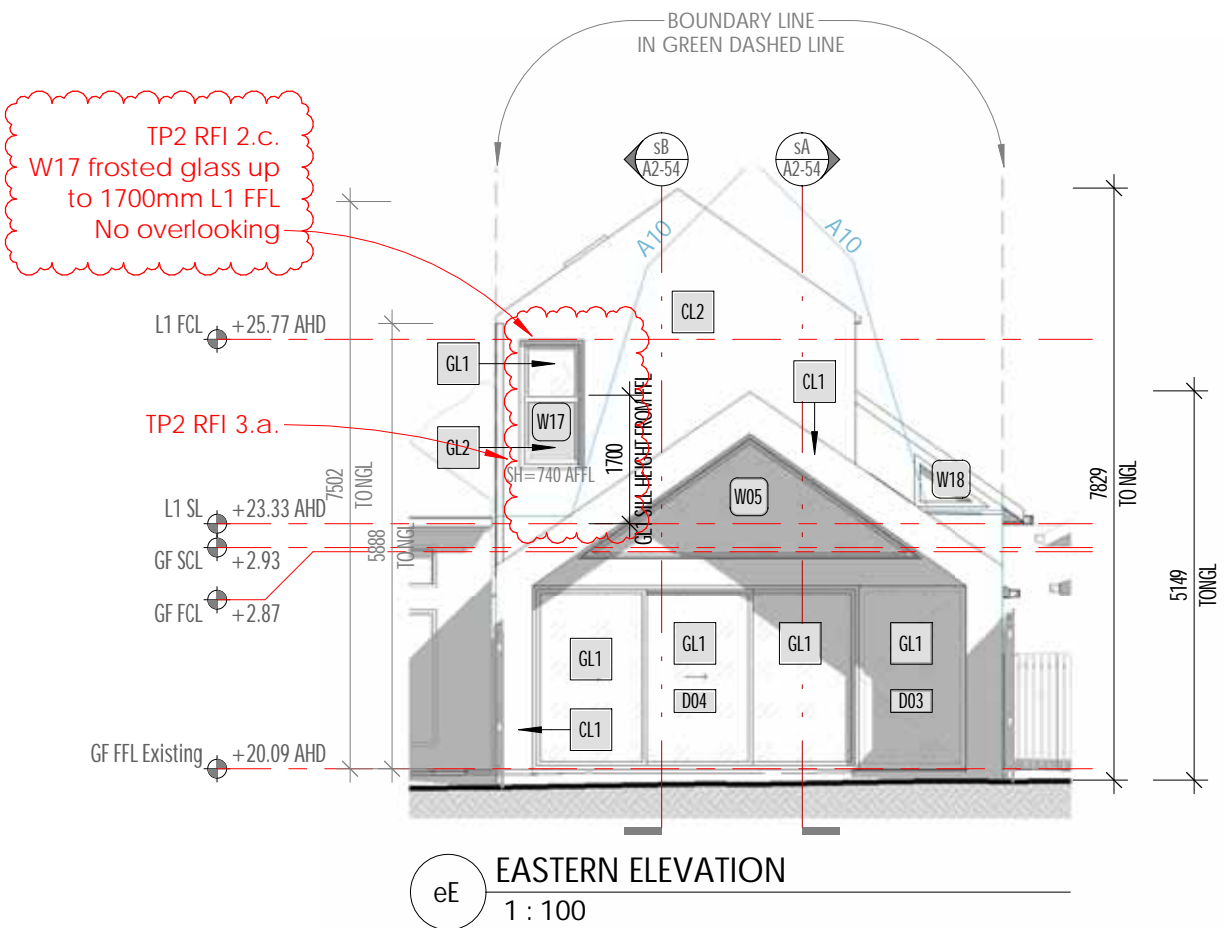 BOUNDARY LINE
IN GREEN DASHED LINE
TP2 RFI 2.c.
W17 frosted glass up
to 1700mm L1 FFL
No overlooking
sB
A2-54
sA
A2-54
A10
A10
L1 FCL
+25.77 AHD
CL2
GL1
CL1
TP2 RFI 3.a.
W17
GL2
SH=740 AFFL
1700
GL1 SILL HEIGHT FROM FFL
W05
W18
7502
TO NGL
5888
TO NGL
7829
TO NGL
5149
TONGL
L1 SL
+23.33 AHD
GF SCL
+2.93
GF FCL
+2.87
GL1
GL1
GL1
GL1
D04
D03
CL1
GF FFL Existing
+20.09 AHD
eE
EASTERN ELEVATION
1 : 100